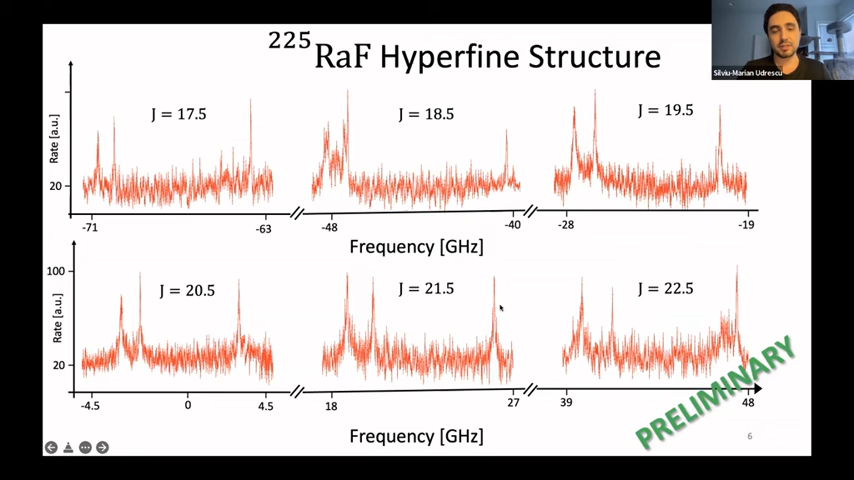 Silviu-Marian Udrescu
²²⁵RaF Hyperfine Structure
Rate [a.u.]
20
J = 17.5
J = 18.5
J = 19.5
-71
-63
-48
-40
-28
-19
Frequency [GHz]
Rate [a.u.]
100
20
J = 20.5
J = 21.5
J = 22.5
-4.5
0
4.5
18
27
39
48
Frequency [GHz]
PRELIMINARY
6